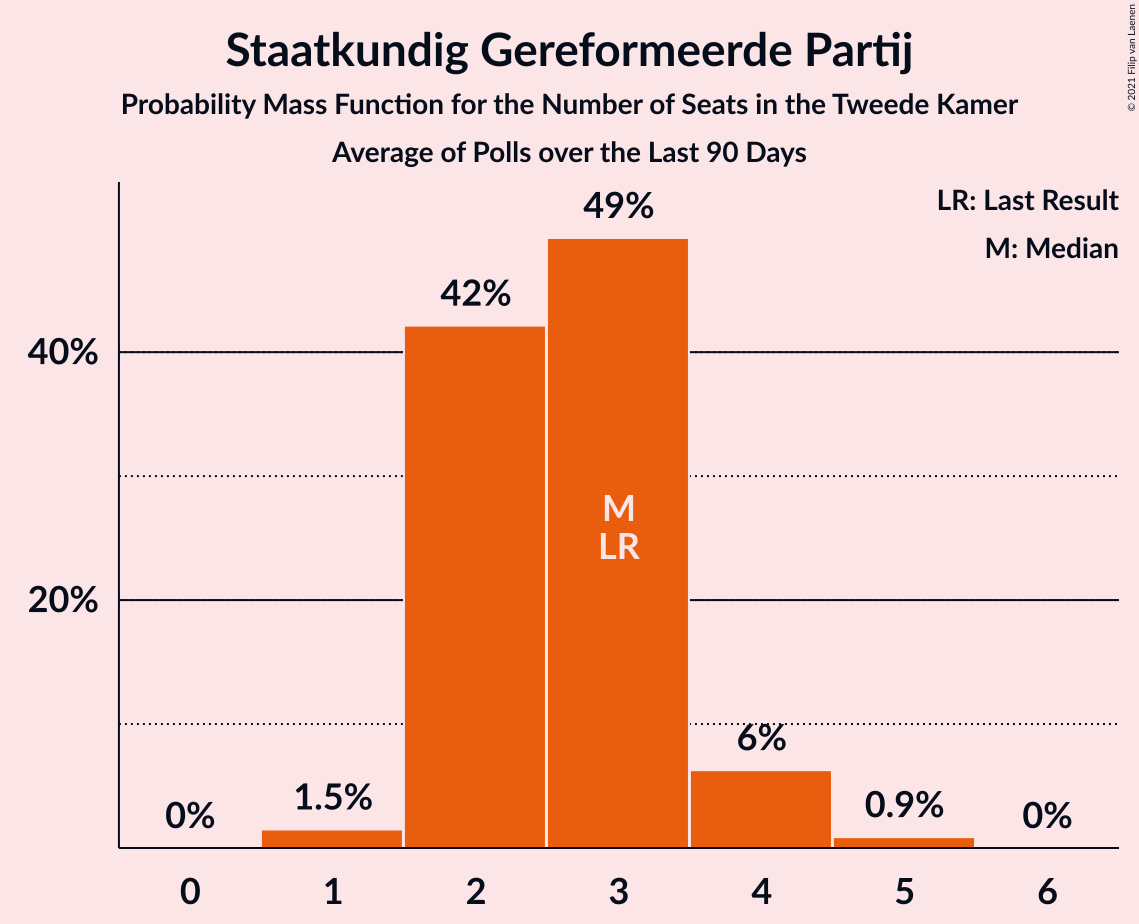 Staatkundig Gereformeerde Partij
Probability Mass Function for the Number of Seats in the Tweede Kamer
Average of Polls over the Last 90 Days
© 2021 Filip van Laenen
LR: Last Result
M: Median
40%
20%
0%
1.5%
42%
49%
M
LR
6%
0.9%
0%
0 1 2 3 4 5 6